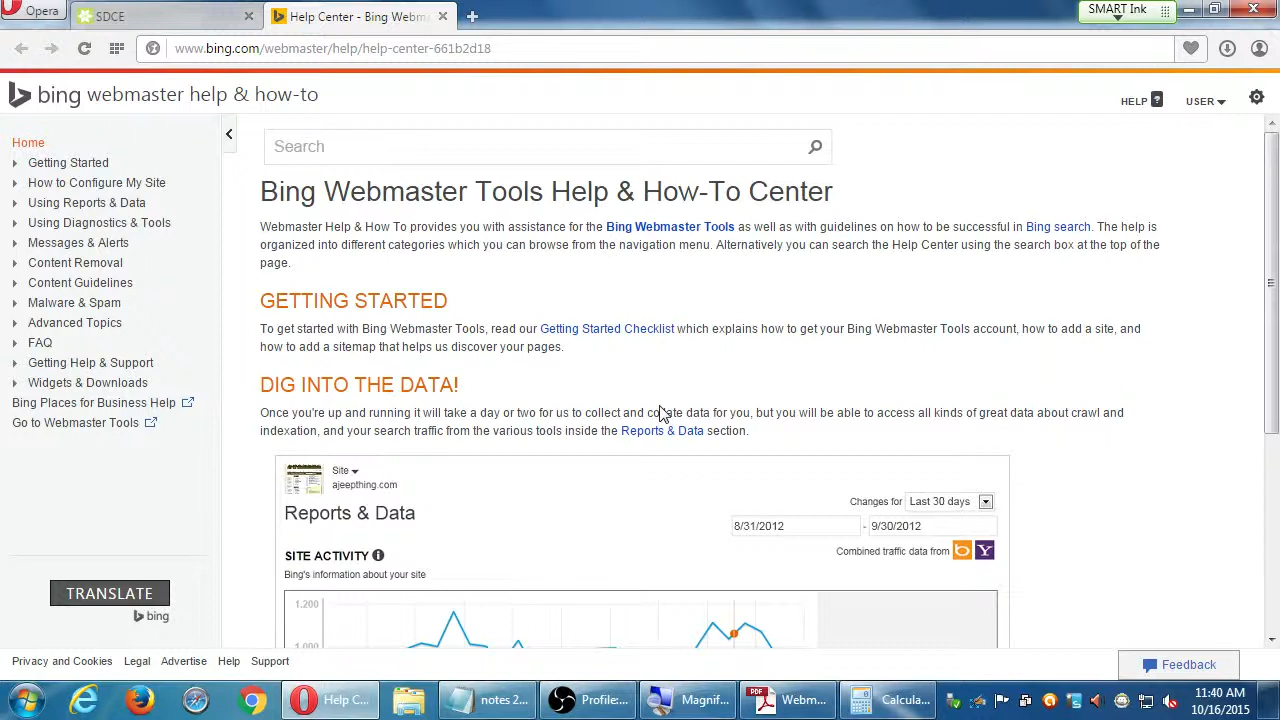 Opera
SDCE
Help Center - Bing Webm
SMART Ink
www.bing.com/webmaster/help/help-center-661b2d18
bing webmaster help & how-to
HELP ?
USER
Home
Getting Started
How to Configure My Site
Using Reports & Data
Using Diagnostics & Tools
Messages & Alerts
Content Removal
Content Guidelines
Malware & Spam
Advanced Topics
FAQ
Getting Help & Support
Widgets & Downloads
Bing Places for Business Help
Go to Webmaster Tools
TRANSLATE
bing
Search
Bing Webmaster Tools Help & How-To Center
Webmaster Help & How To provides you with assistance for the Bing Webmaster Tools as well as with guidelines on how to be successful in Bing search. The help is
organized into different categories which you can browse from the navigation menu. Alternatively you can search the Help Center using the search box at the top of the
page.
GETTING STARTED
To get started with Bing Webmaster Tools, read our Getting Started Checklist which explains how to get your Bing Webmaster Tools account, how to add a site, and
how to add a sitemap that helps us discover your pages.
DIG INTO THE DATA!
Once you're up and running it will take a day or two for us to collect and data for you, but you will be able to access all kinds of great data about crawl and
indexation, and your search traffic from the various tools inside the Reports & Data section.
Site
ajeepthing.com
Reports & Data
Changes for Last 30 days
8/31/2012 - 9/30/2012
Combined traffic data from b Y
SITE ACTIVITY
Bing's information about your site
1,200
Privacy and Cookies Legal Advertise Help Support
Feedback
Help C...
notes 2...
Profile:...
Magnif...
PDF
Webm...
Calcula...
11:40 AM
10/16/2015